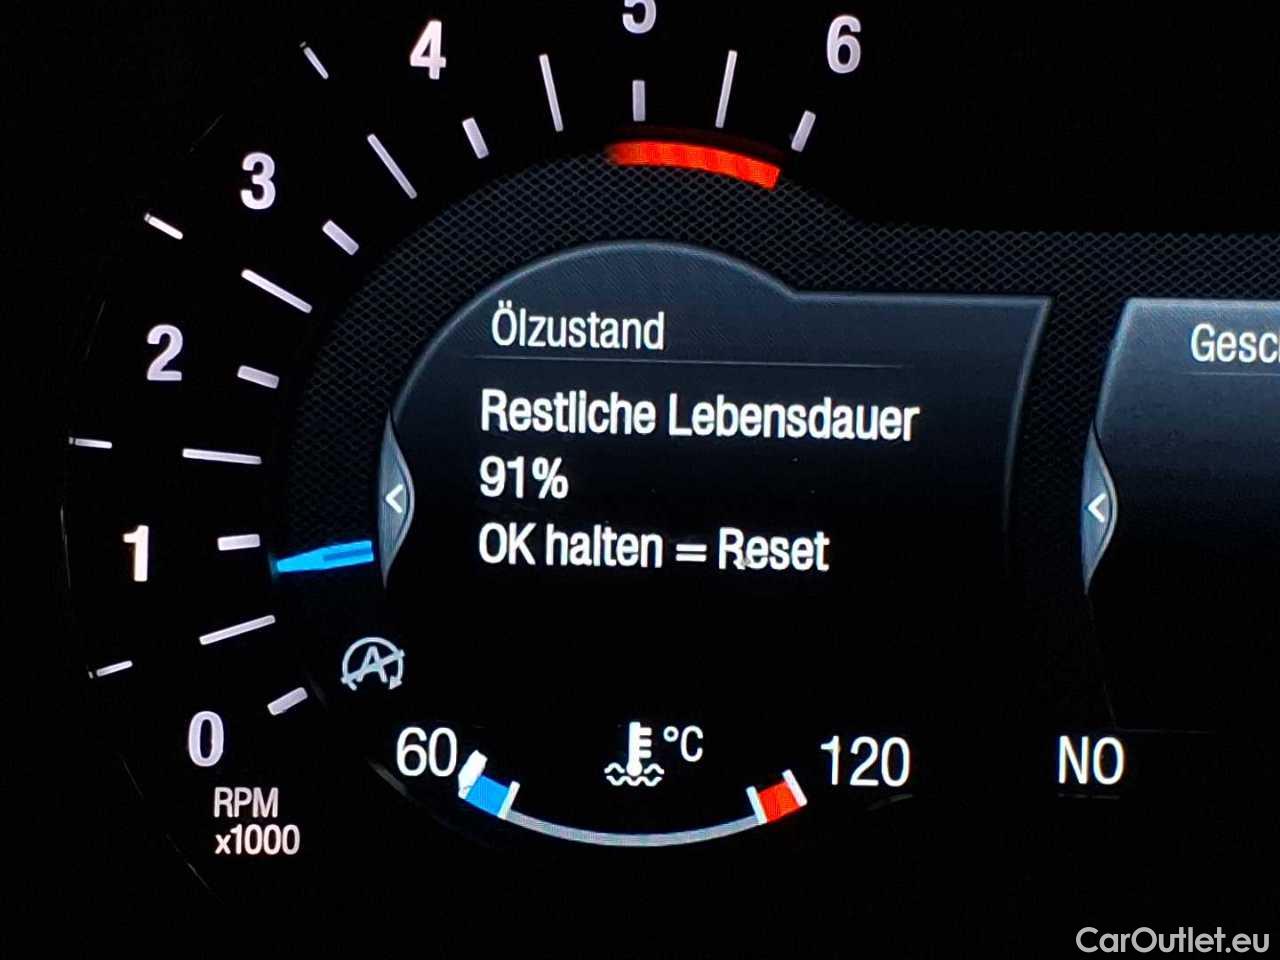 5
4
6
3
Ölzustand
Gesc
2
Restliche Lebensdauer
91%
OK halten = Reset
1
0
60
°C
120
NO
RPM
x1000
CarOutlet.eu